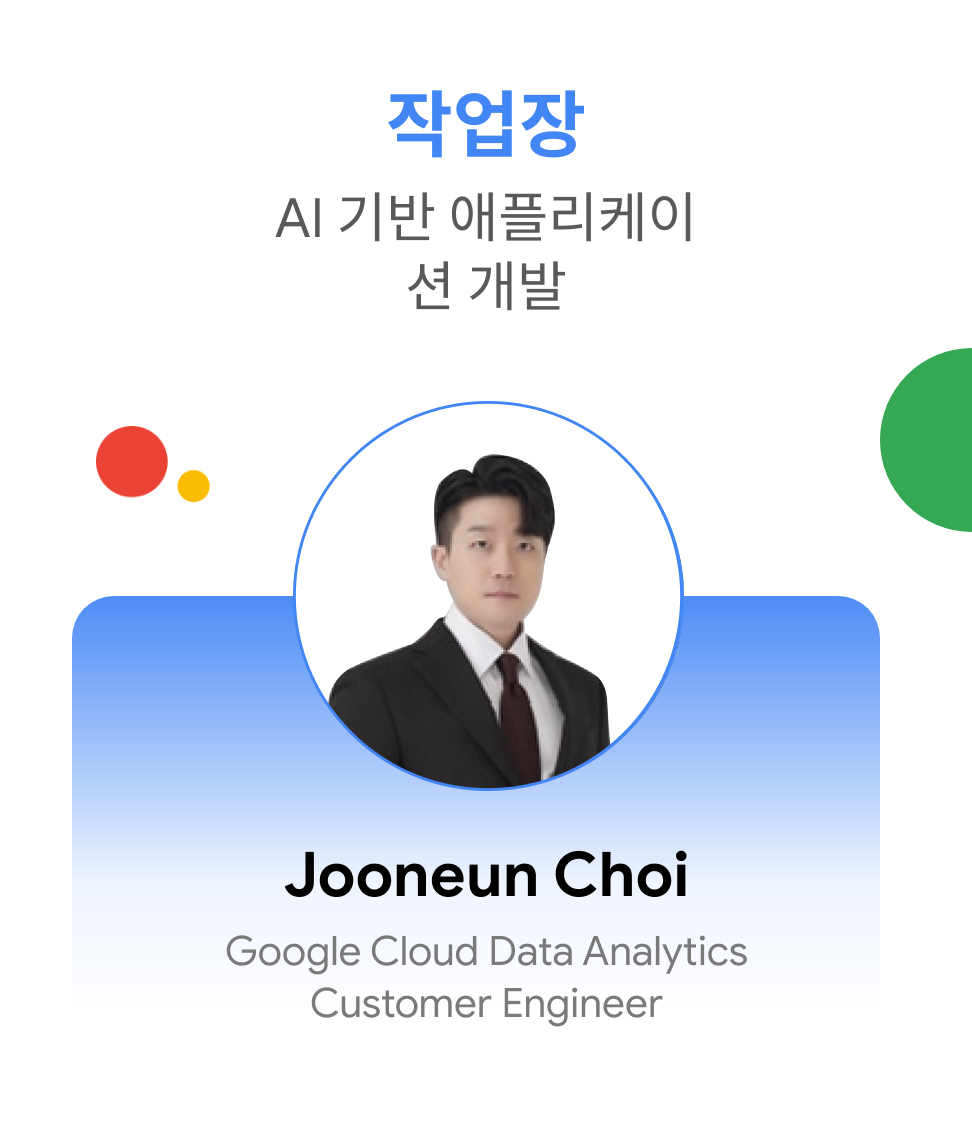 작업장
AI 기반 애플리케이
션 개발
Jooneun Choi
Google Cloud Data Analytics
Customer Engineer